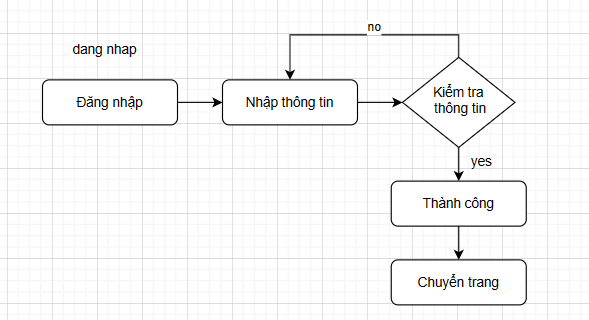 no
dang nhap
Đăng nhập
Nhập thông tin
Kiểm tra
thông tin
yes
Thành công
Chuyển trang